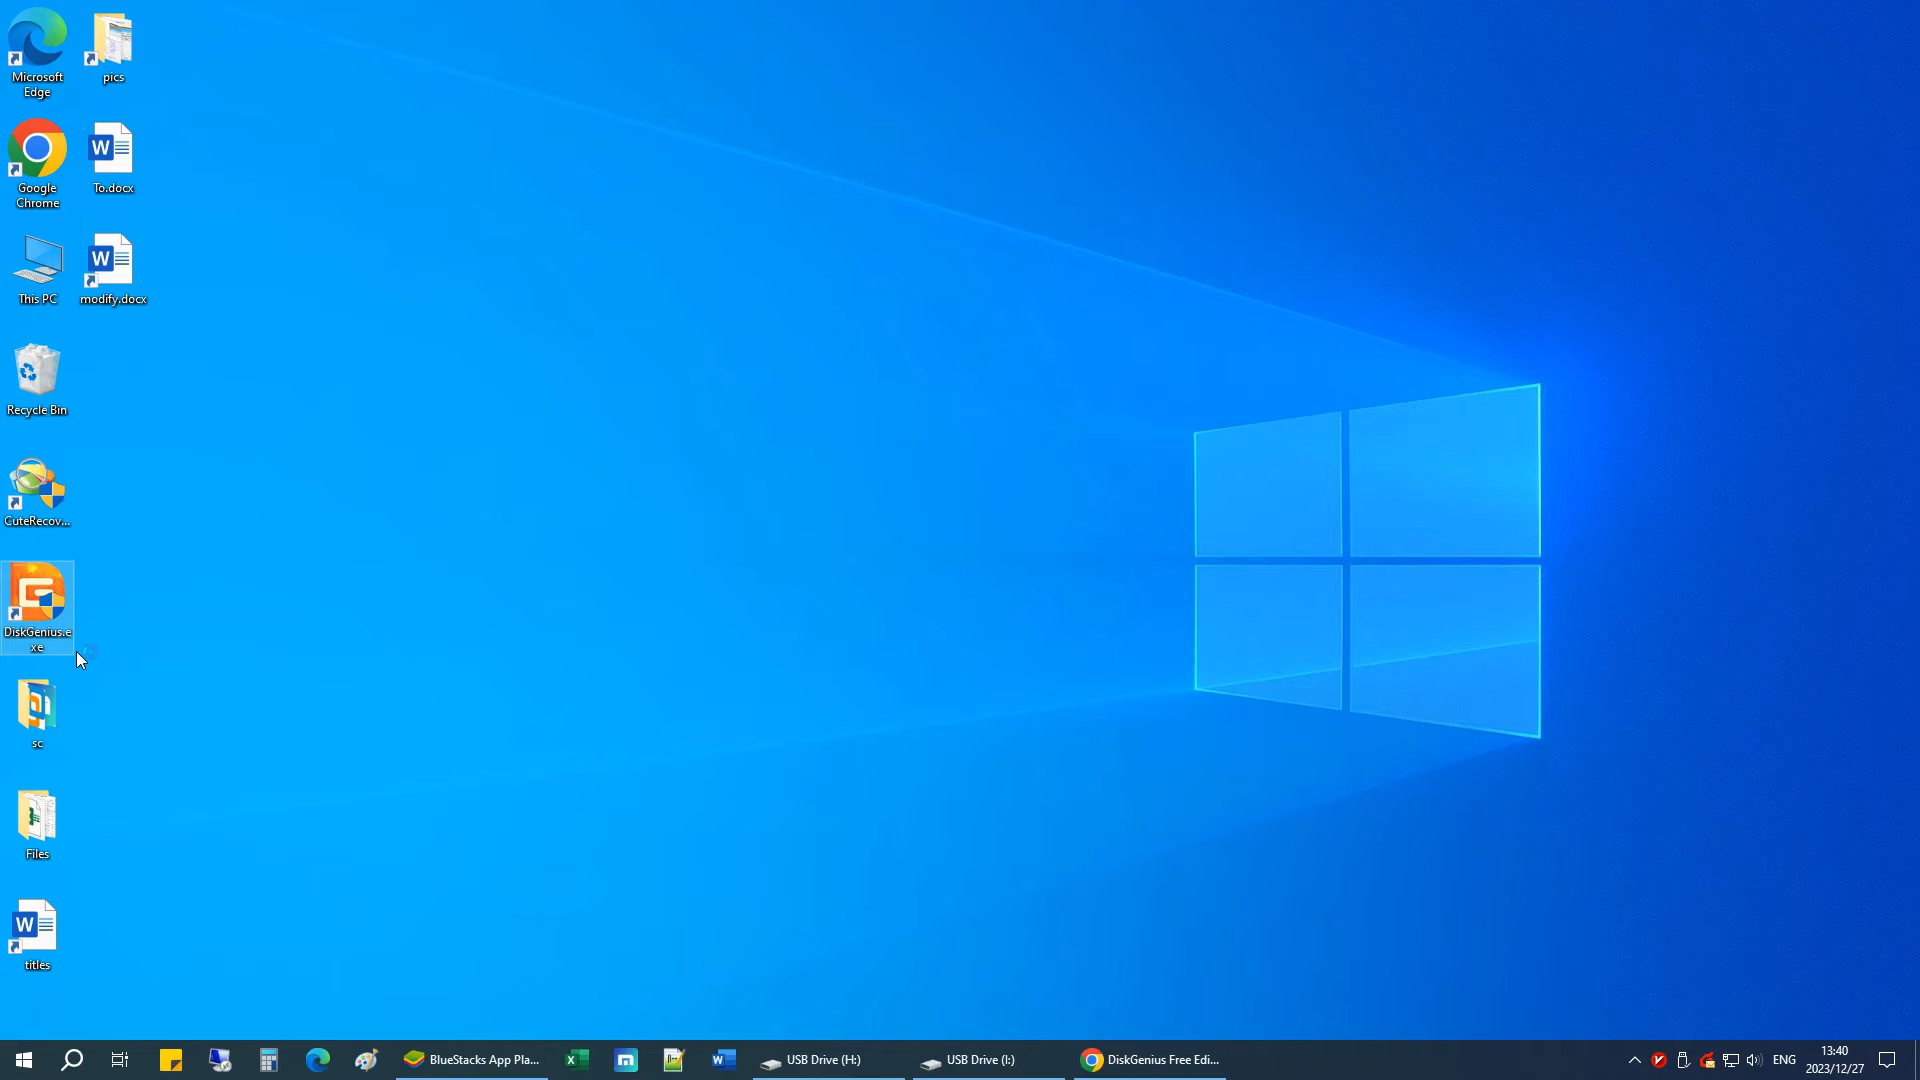 Microsoft
Edge
pics
Google
Chrome
To.docx
This PC
modify.docx
Recycle Bin
CuteRecov...
DiskGenius.e
xe
sc
Files
titles
BlueStacks App Pla...
USB Drive (H:)
USB Drive (I:)
DiskGenius Free Edi...
ENG
13:40
2023/12/27